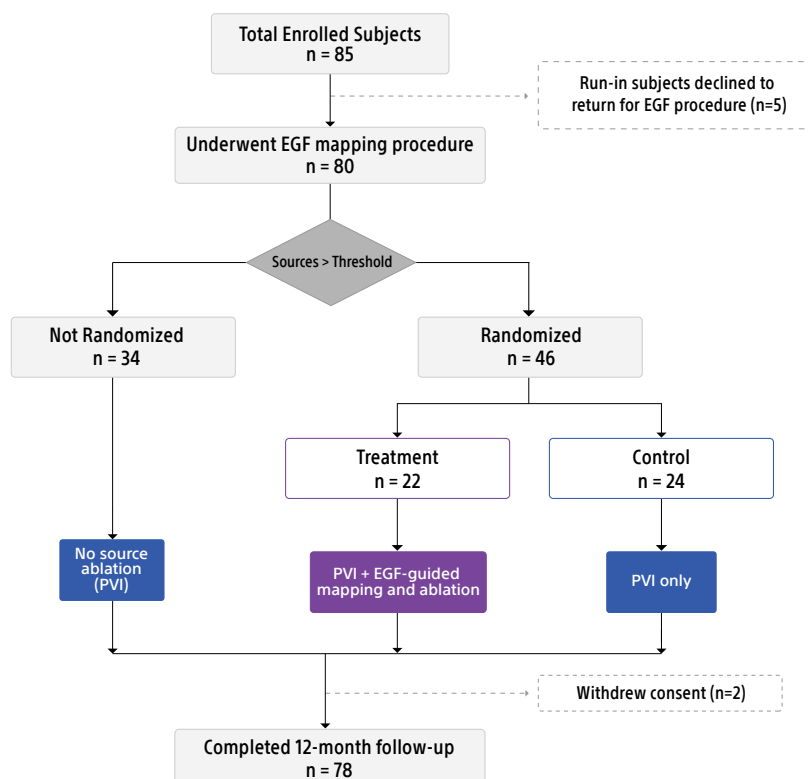 Total Enrolled Subjects
n = 85
Run-in subjects declined to
return for EGF procedure (n=5)
Underwent EGF mapping procedure
n = 80
Sources > Threshold
Not Randomized
n = 34
Randomized
n = 46
Treatment
n = 22
Control
n = 24
No source
ablation
(PVI)
PVI + EGF-guided
mapping and ablation
PVI only
Withdrew consent (n=2)
Completed 12-month follow-up
n = 78